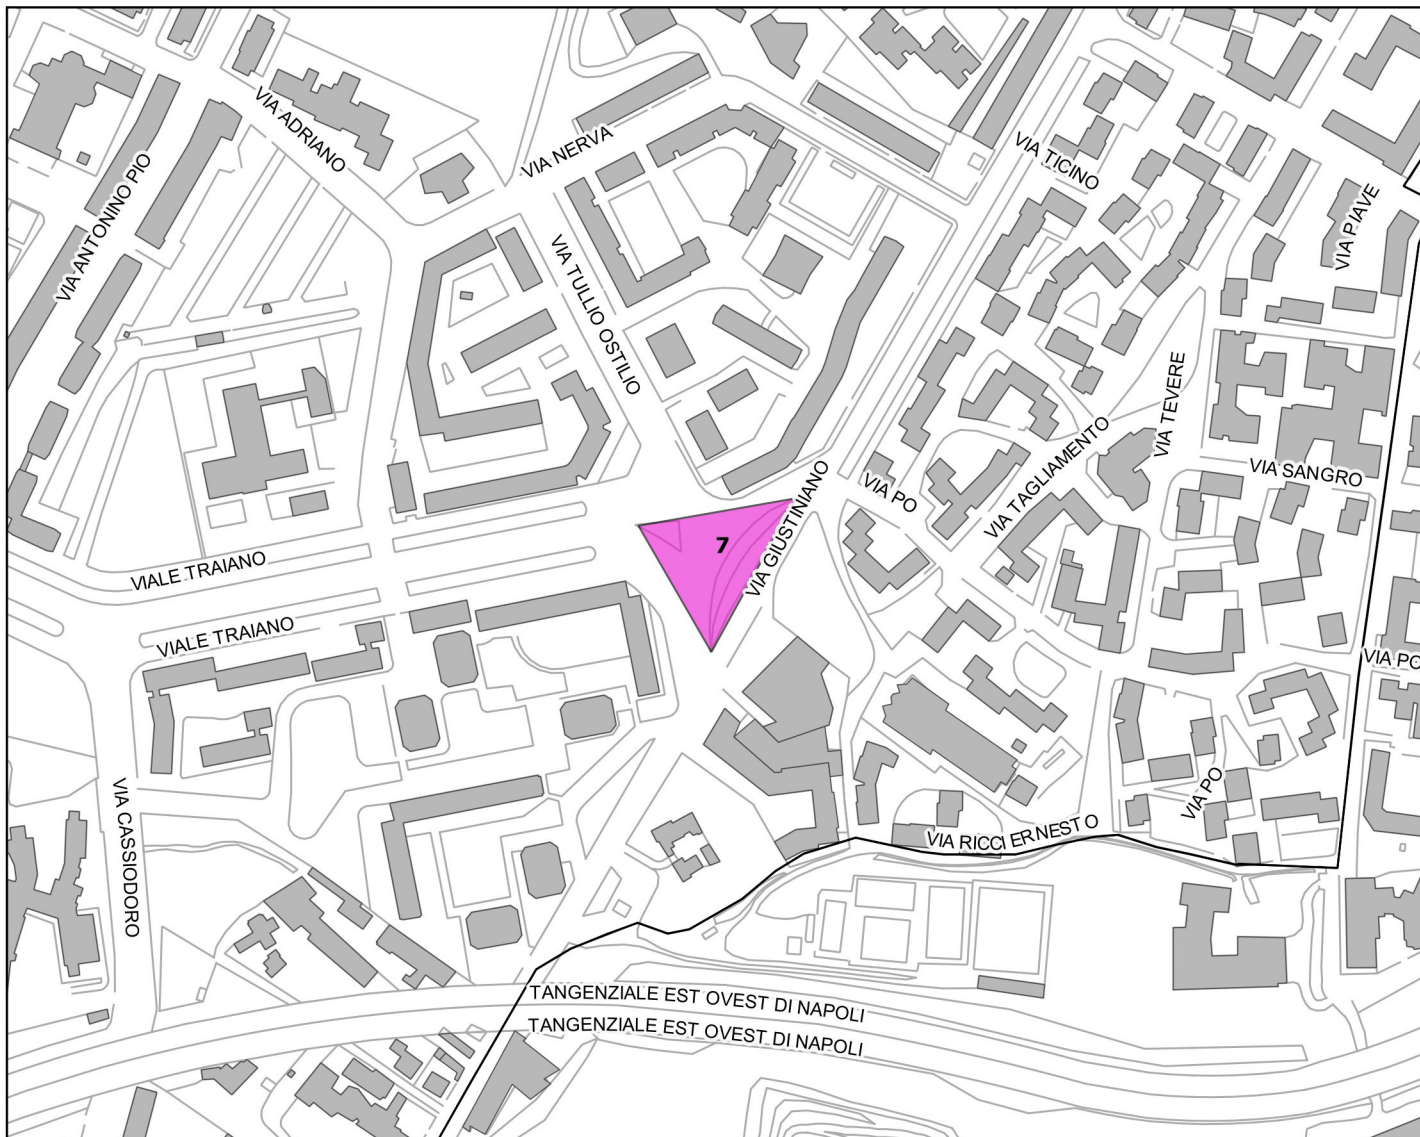 VIA ADRIANO
VIA NERVA
VIA TICINO
VIA ANTONINO PIO
VIA PIAVE
VIA TULLIO OSTILIO
VIA TEVERE
VIA TAGLIAMENTO
VIA SANGRO
VIA PO
VIA GIUSTINIANO
7
VIALE TRAIANO
VIALE TRAIANO
VIA PO
VIA PO
VIA CASSIODORO
VIA RICCI ERNESTO
TANGENZIALE EST OVEST DI NAPOLI
TANGENZIALE EST OVEST DI NAPOLI